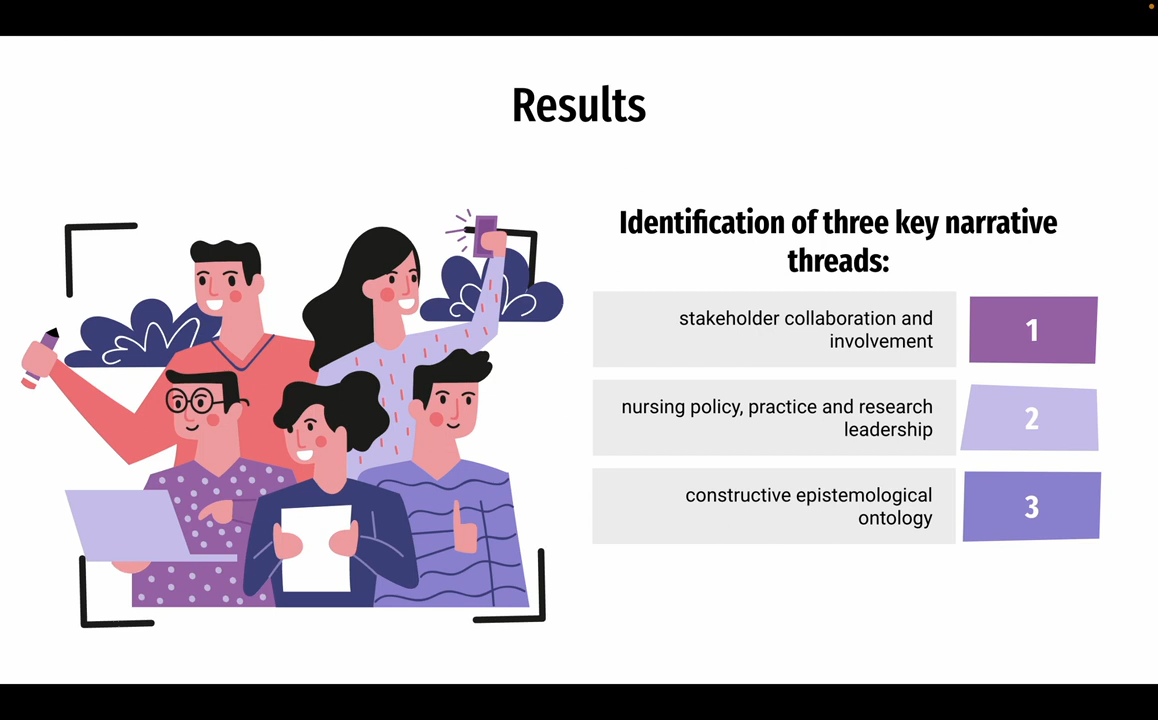 Results
Identification of three key narrative
threads:
stakeholder collaboration and
involvement
1
nursing policy, practice and research
leadership
2
constructive epistemological
ontology
3